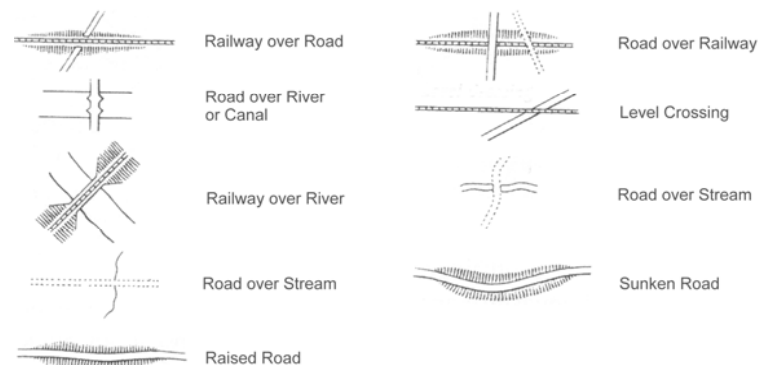 Railway over Road
Road over Railway
Road over River
or Canal
Level Crossing
Railway over River
Road over Stream
Road over Stream
Sunken Road
Raised Road